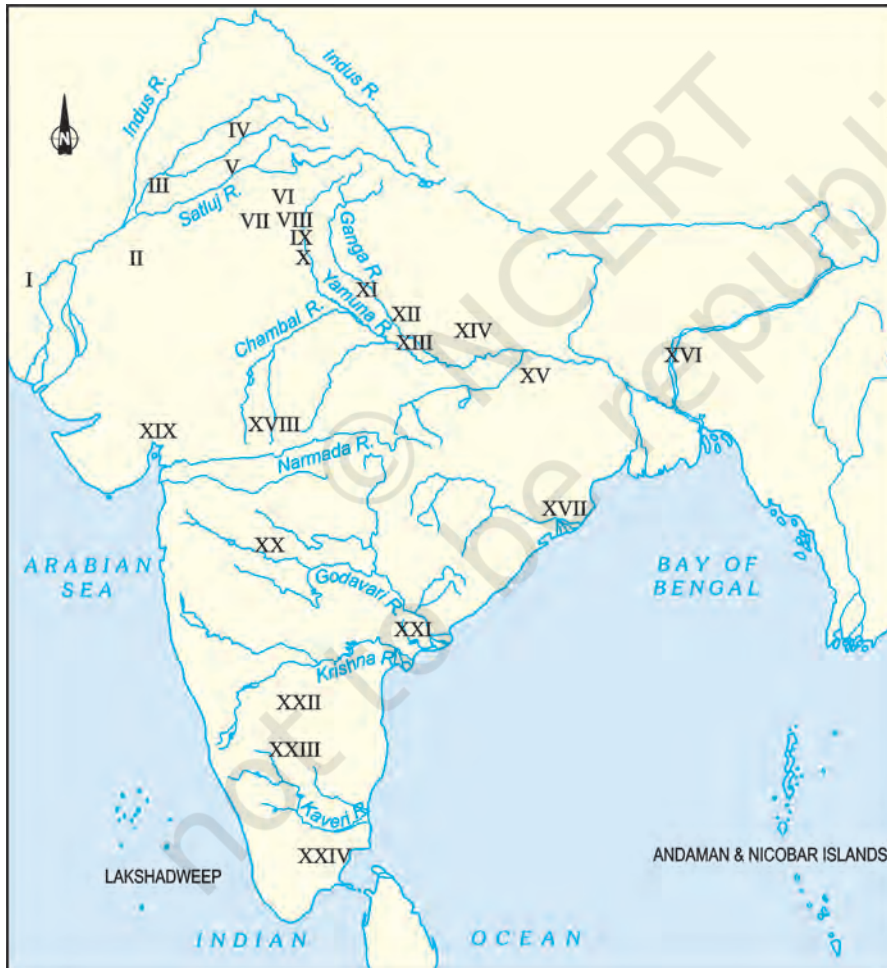 Indus R.
Indus R.
N
IV
III
V
Satluj R.
VI
VII
VIII
IX
X
Ganga R.
I
II
XI
Yamuna R.
XII
Chambal R.
XIII
XIV
XV
XVI
XVIII
XIX
Narmada R.
XVII
XX
ARABIAN
SEA
Godavari R.
BAY OF
BENGAL
XXI
Krishna R.
XXII
XXIII
Kaveri R.
XXIV
LAKSHADWEEP
ANDAMAN & NICOBAR ISLANDS
INDIAN OCEAN
© NCERT
not to be republi